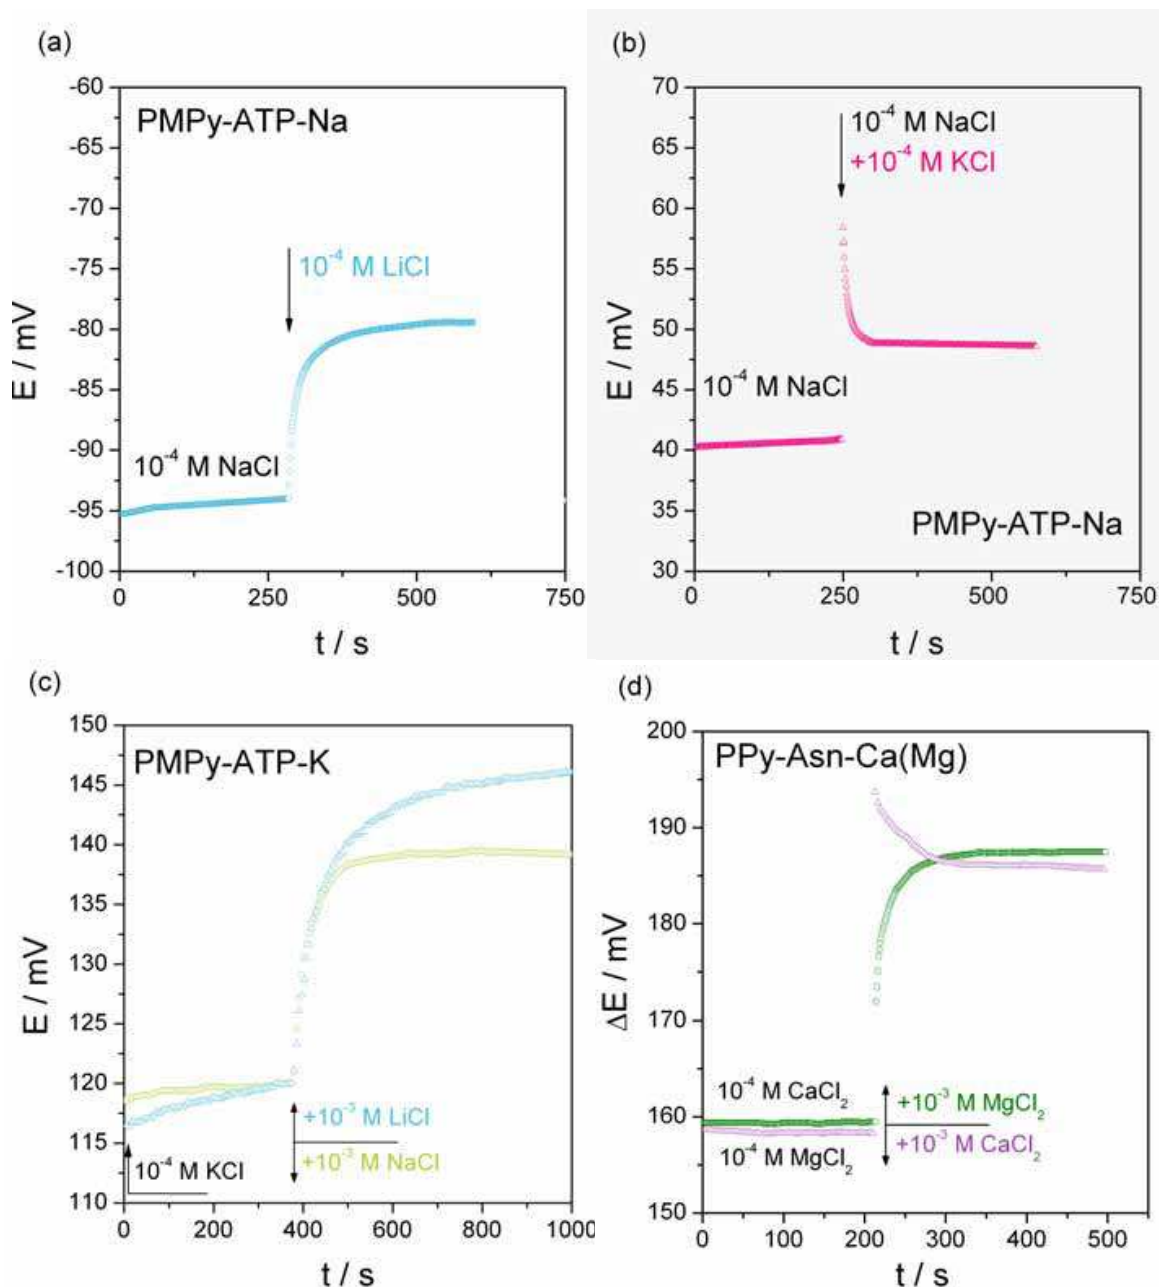 (a)
PMPy-ATP-Na
-60
-65
-70
-75
-80
-85
-90
-95
-100
E / mV
10⁻⁴ M LiCl
10⁻⁴ M NaCl
0 250 500 750
t / s
(b)
70
65
60
55
50
45
40
35
30
E / mV
10⁻⁴ M NaCl
+10⁻⁴ M KCl
10⁻⁴ M NaCl
PMPy-ATP-Na
0 250 500 750
t / s
(c)
PMPy-ATP-K
150
145
140
135
130
125
120
115
110
E / mV
+10⁻³ M LiCl
+10⁻³ M NaCl
10⁻⁴ M KCl
0 200 400 600 800 1000
t / s
(d)
PPy-Asn-Ca(Mg)
200
190
180
170
160
150
ΔE / mV
10⁻⁴ M CaCl₂
+10⁻³ M MgCl₂
+10⁻³ M CaCl₂
10⁻⁴ M MgCl₂
0 100 200 300 400 500
t / s